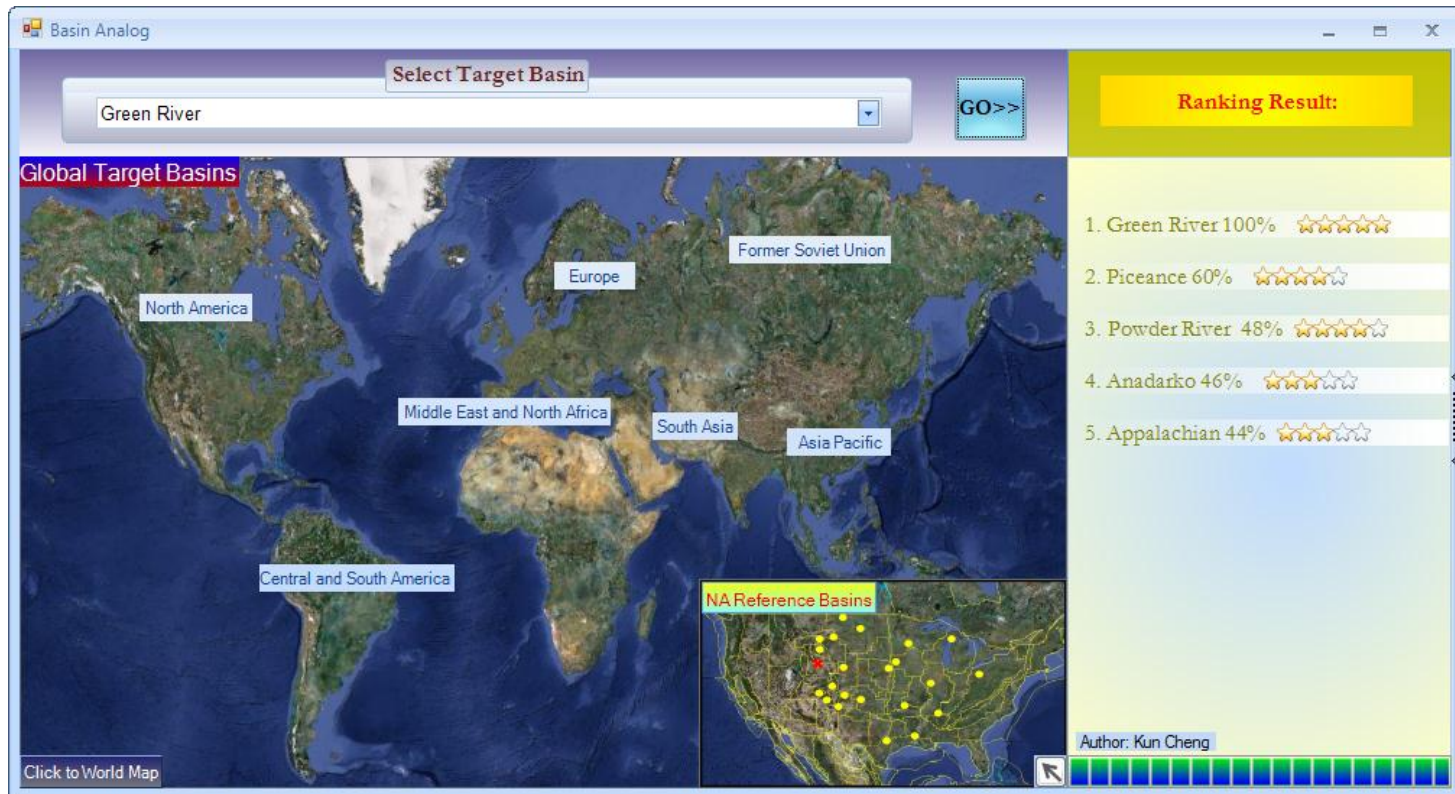 Basin Analog
Select Target Basin
Green River
GO>>
Ranking Result:
Global Target Basins
North America
Europe
Former Soviet Union
Middle East and North Africa
South Asia
Asia Pacific
Central and South America
NA Reference Basins
Click to World Map
1. Green River 100%
2. Piceance 60%
3. Powder River 48%
4. Anadarko 46%
5. Appalachian 44%
Author: Kun Cheng